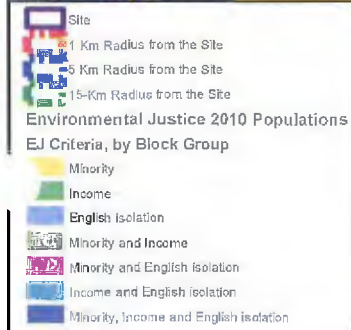 Site
1 Km Radius from the Site
5 Km Radius from the Site
15-Km Radius from the Site
Environmental Justice 2010 Populations
EJ Criteria, by Block Group
Minority
Income
English isolation
Minority and Income
Minority and English isolation
Income and English isolation
Minority, Income and English isolation